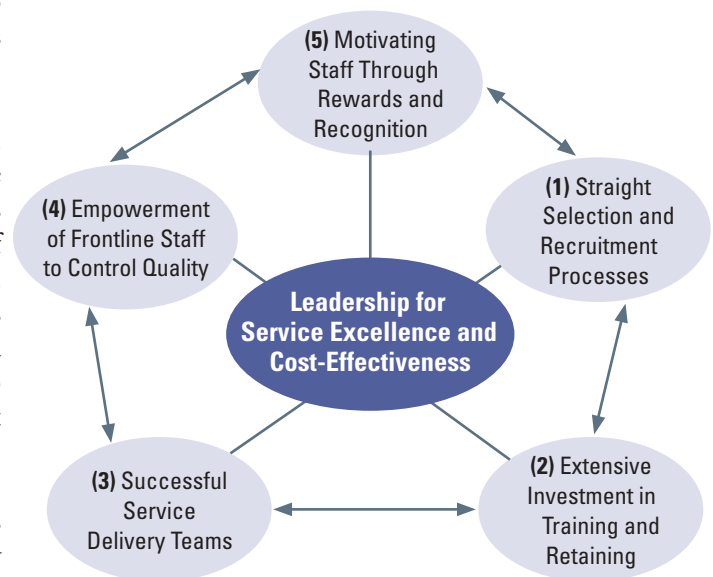 (5) Motivating
Staff Through
Rewards and
Recognition
(1) Straight
Selection and
Recruitment
Processes
(4) Empowerment
of Frontline Staff
to Control Quality
Leadership for
Service Excellence and
Cost-Effectiveness
(2) Extensive
Investment in
Training and
Retaining
(3) Successful
Service
Delivery Teams